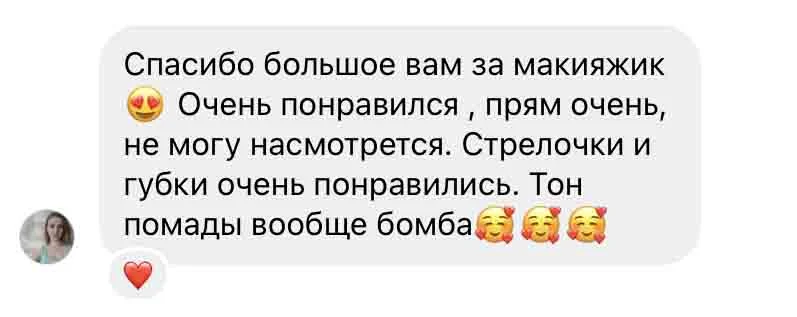 Спасибо большое вам за макияжик
😍 Очень понравился , прям очень,
не могу насмотрется. Стрелочки и
губки очень понравились. Тон
помады вообще бомба🥰🥰🥰
❤️